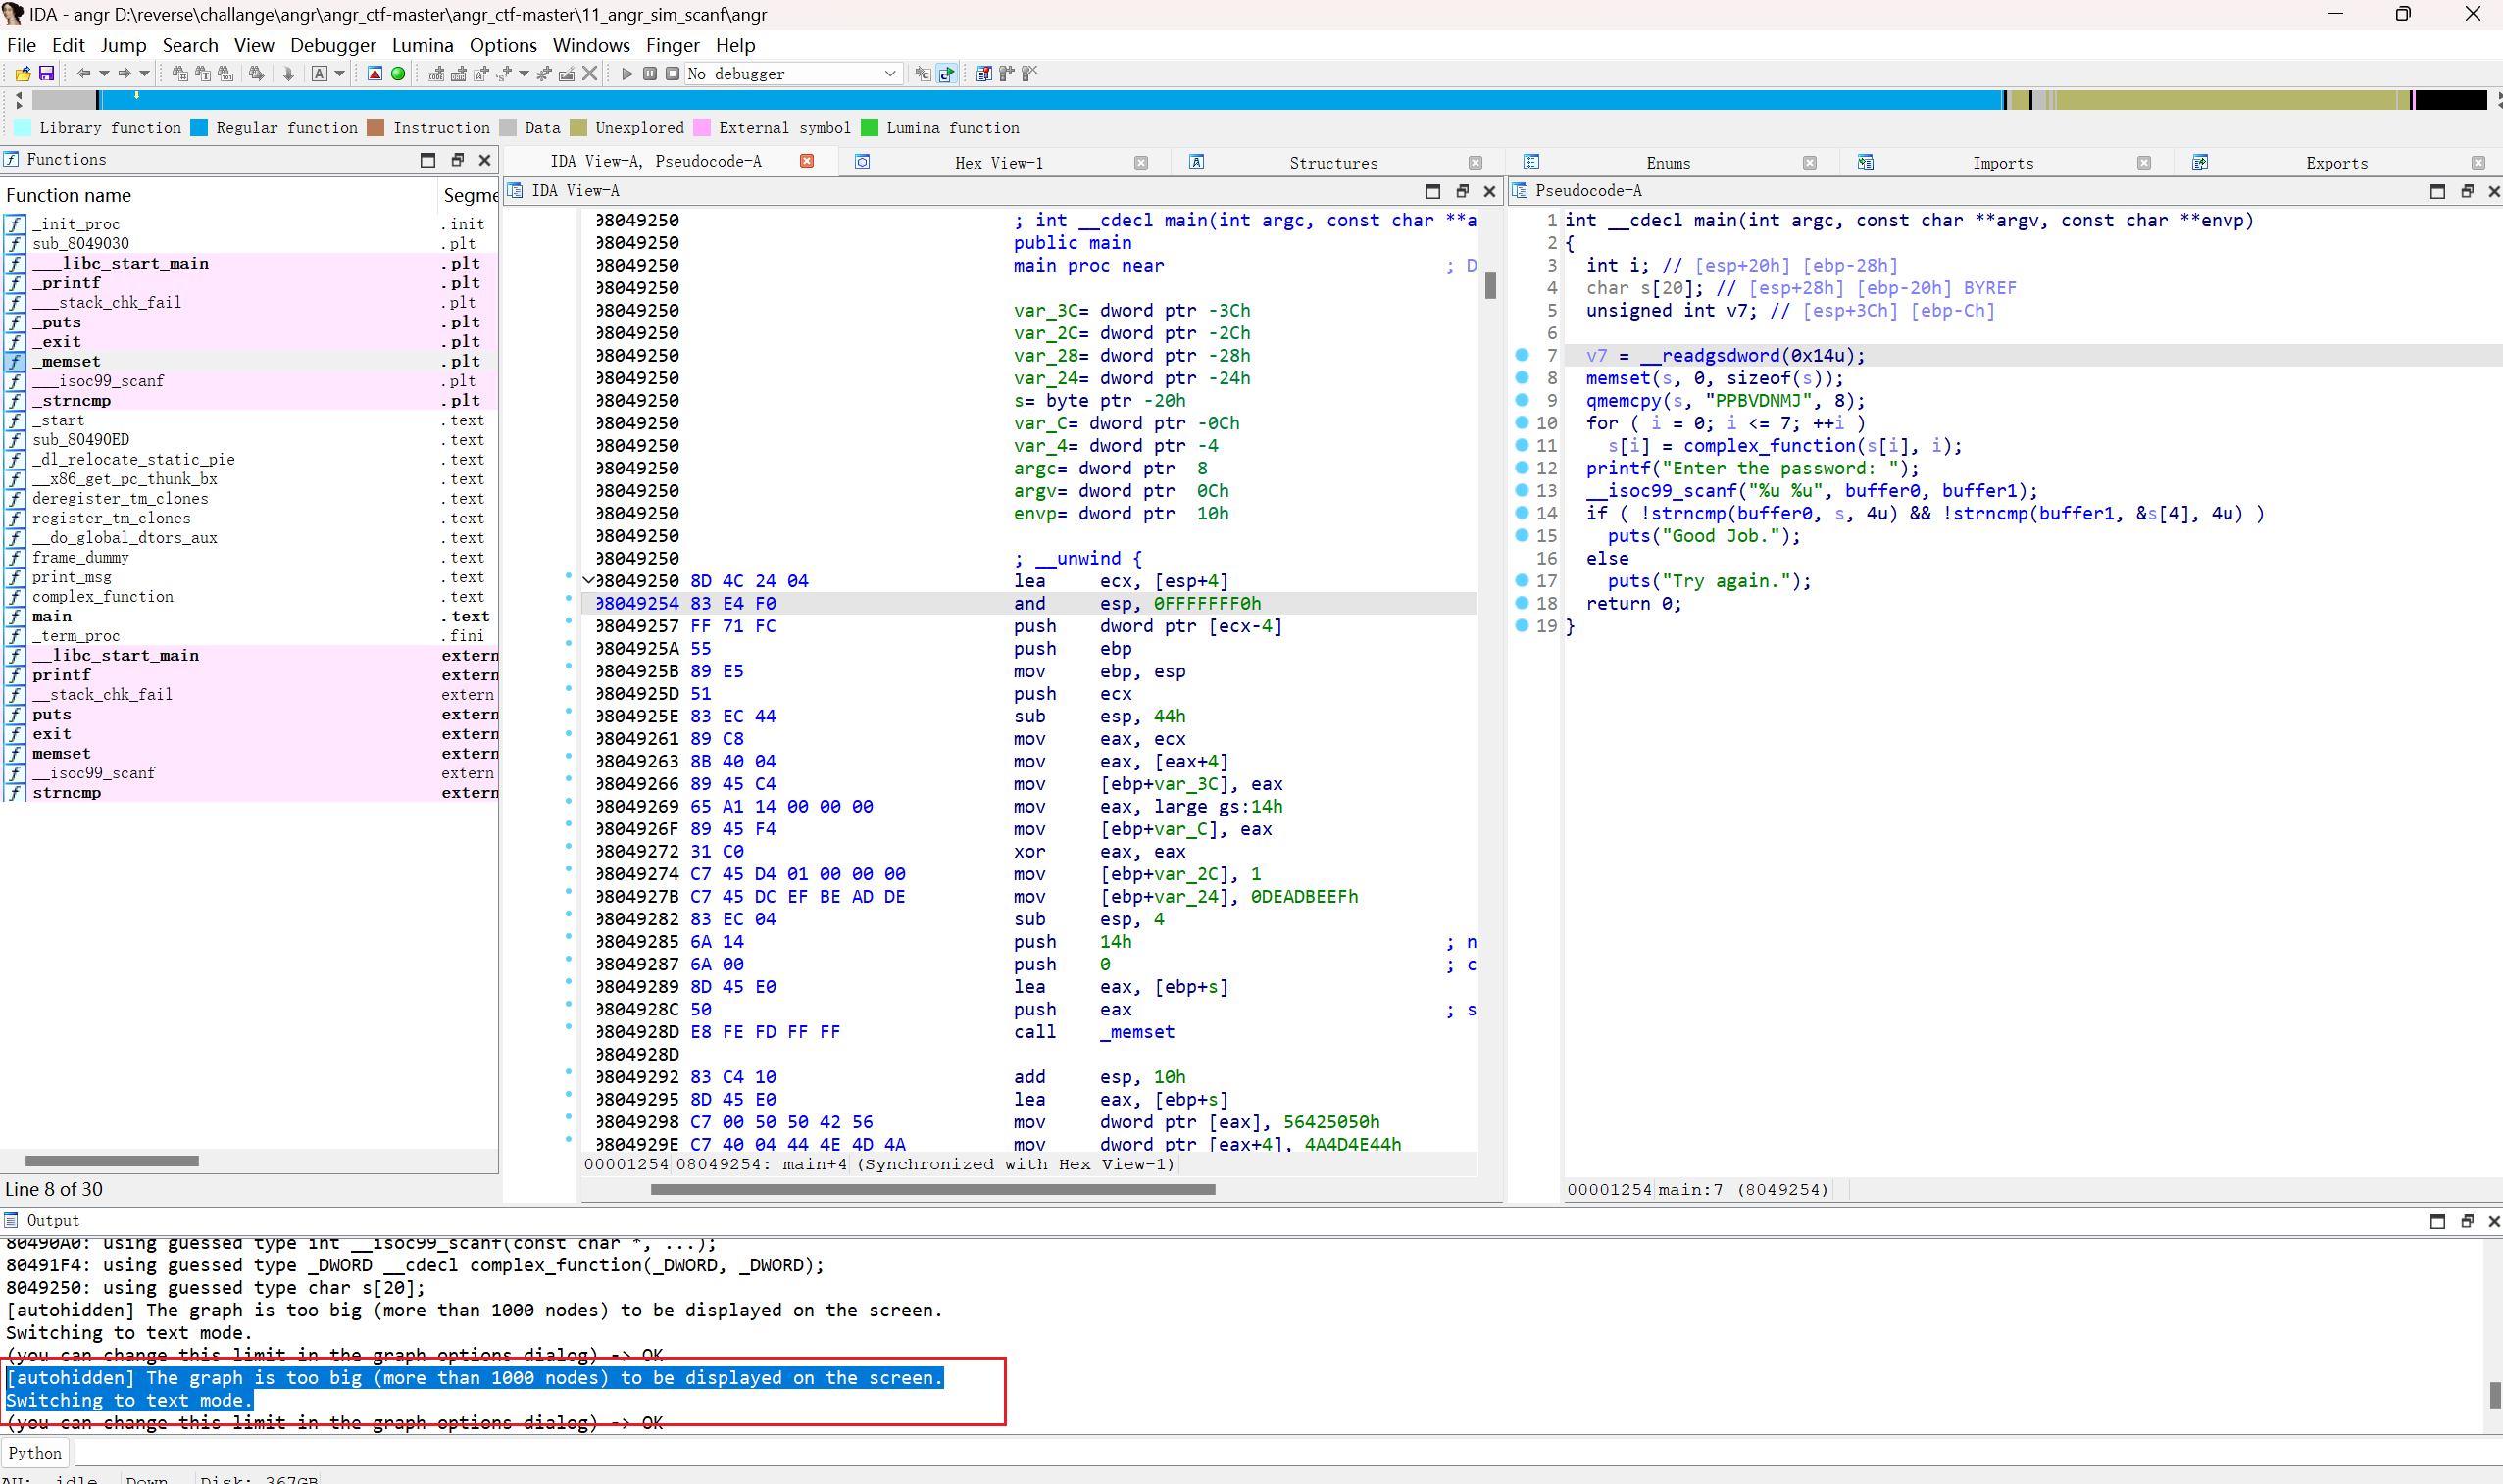 IDA - angr D:\reverse\challange\angr\angr_ctf-master\angr_ctf-master\11_angr_sim_scanf\angr
File Edit Jump Search View Debugger Lumina Options Windows Finger Help
No debugger
Library function Regular function Instruction Data Unexplored External symbol Lumina function
Functions
Function name Segme
_init_proc .init
sub_8049030 .plt
___libc_start_main .plt
_printf .plt
___stack_chk_fail .plt
_puts .plt
_exit .plt
_memset .plt
___isoc99_scanf .plt
_strncmp .plt
_start .text
sub_80490ED .text
_dl_relocate_static_pie .text
__x86_get_pc_thunk_bx .text
deregister_tm_clones .text
register_tm_clones .text
__do_global_dtors_aux .text
frame_dummy .text
print_msg .text
complex_function .text
main .text
_term_proc .fini
__libc_start_main extern
printf extern
__stack_chk_fail extern
puts extern
exit extern
memset extern
__isoc99_scanf extern
strncmp extern
Line 8 of 30
IDA View-A, Pseudocode-A Hex View-1 Structures Enums Imports Exports
IDA View-A
08049250 ; int __cdecl main(int argc, const char **a
08049250 public main
08049250 main proc near ; D
08049250
08049250 var_3C= dword ptr -3Ch
08049250 var_2C= dword ptr -2Ch
08049250 var_28= dword ptr -28h
08049250 var_24= dword ptr -24h
08049250 s= byte ptr -20h
08049250 var_C= dword ptr -0Ch
08049250 var_4= dword ptr -4
08049250 argc= dword ptr  8
08049250 argv= dword ptr  0Ch
08049250 envp= dword ptr  10h
08049250
08049250 ; __unwind {
08049250 8D 4C 24 04 lea ecx, [esp+4]
08049254 83 E4 F0 and esp, 0FFFFFFF0h
08049257 FF 71 FC push dword ptr [ecx-4]
0804925A 55 push ebp
0804925B 89 E5 mov ebp, esp
0804925D 51 push ecx
0804925E 83 EC 44 sub esp, 44h
08049261 89 C8 mov eax, ecx
08049263 8B 40 04 mov eax, [eax+4]
08049266 89 45 C4 mov [ebp+var_3C], eax
08049269 65 A1 14 00 00 00 mov eax, large gs:14h
0804926F 89 45 F4 mov [ebp+var_C], eax
08049272 31 C0 xor eax, eax
08049274 C7 45 D4 01 00 00 00 mov [ebp+var_2C], 1
0804927B C7 45 DC EF BE AD DE mov [ebp+var_24], 0DEADBEEFh
08049282 83 EC 04 sub esp, 4
08049285 6A 14 push 14h ; n
08049287 6A 00 push 0 ; c
08049289 8D 45 E0 lea eax, [ebp+s]
0804928C 50 push eax ; s
0804928D E8 FE FD FF FF call _memset
0804928D
08049292 83 C4 10 add esp, 10h
08049295 8D 45 E0 lea eax, [ebp+s]
08049298 C7 00 50 50 42 56 mov dword ptr [eax], 56425050h
0804929E C7 40 04 44 4E 4D 4A mov dword ptr [eax+4], 4A4D4E44h
00001254 08049254: main+4 (Synchronized with Hex View-1)
Pseudocode-A
1 int __cdecl main(int argc, const char **argv, const char **envp)
2 {
3 int i; // [esp+20h] [ebp-28h]
4 char s[20]; // [esp+28h] [ebp-20h] BYREF
5 unsigned int v7; // [esp+3Ch] [ebp-Ch]
6
7 v7 = __readgsdword(0x14u);
8 memset(s, 0, sizeof(s));
9 qmemcpy(s, "PPBVDNMJ", 8);
10 for ( i = 0; i <= 7; ++i )
11 s[i] = complex_function(s[i], i);
12 printf("Enter the password: ");
13 __isoc99_scanf("%u %u", buffer0, buffer1);
14 if ( !strncmp(buffer0, s, 4u) && !strncmp(buffer1, &s[4], 4u) )
15 puts("Good Job.");
16 else
17 puts("Try again.");
18 return 0;
19 }
00001254 main:7 (8049254)
Output
80490A0: using guessed type int __isoc99_scanf(const char *, ...);
80491F4: using guessed type _DWORD __cdecl complex_function(_DWORD, _DWORD);
8049250: using guessed type char s[20];
[autohidden] The graph is too big (more than 1000 nodes) to be displayed on the screen.
Switching to text mode.
(you can change this limit in the graph options dialog) -> OK
[autohidden] The graph is too big (more than 1000 nodes) to be displayed on the screen.
Switching to text mode.
(you can change this limit in the graph options dialog) -> OK
Python
AU: idle Down Disk: 367GB